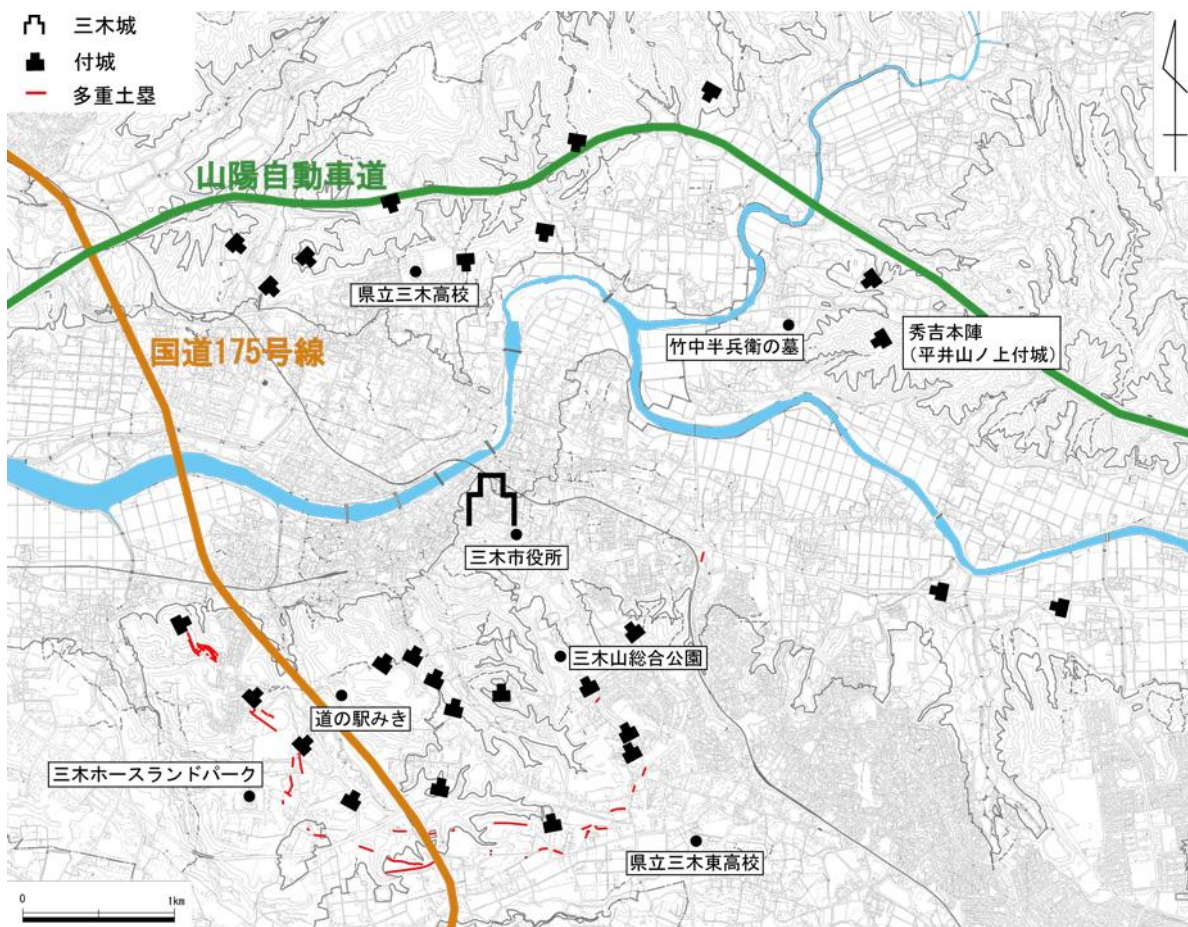 三木城
付城
多重土塁
山陽自動車道
県立三木高校
国道175号線
竹中半兵衛の墓
秀吉本陣
(平井山ノ上付城)
三木市役所
三木山総合公園
道の駅みき
三木ホースランドパーク
県立三木東高校
0
1km